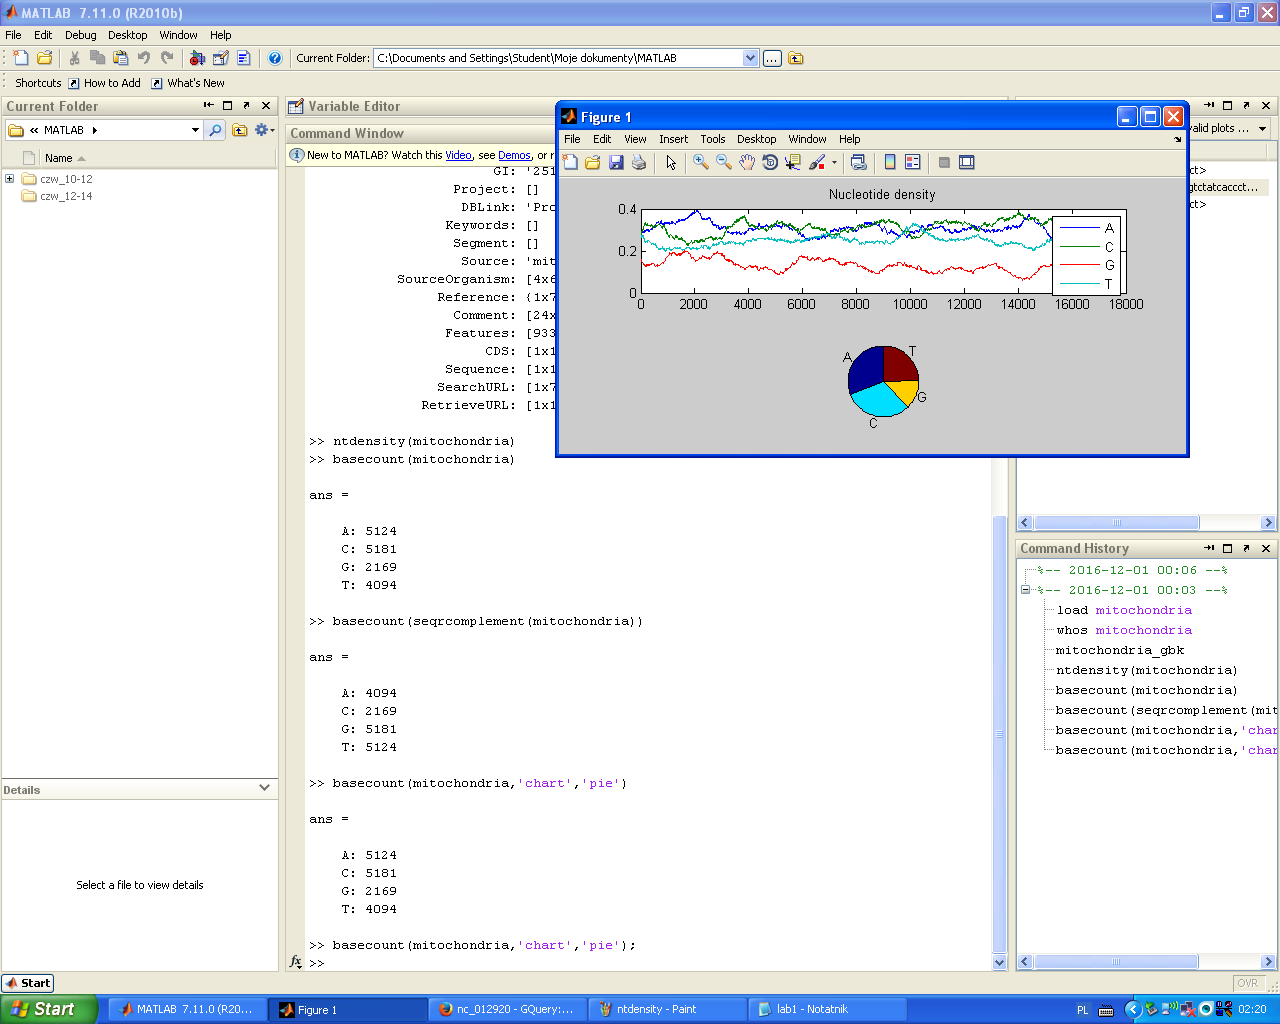 MATLAB 7.11.0 (R2010b)
File Edit Debug Desktop Window Help
Current Folder: C:\Documents and Settings\Student\Moje dokumenty\MATLAB ...
Shortcuts How to Add What's New
Current Folder
« MATLAB
Name
czw_10-12
czw_12-14
Details
Select a file to view details
Variable Editor
Command Window
New to MATLAB? Watch this Video, see Demos, or r
GI: '251
Project: []
DBLink: 'Pro
Keywords: []
Segment: []
Source: 'mit
SourceOrganism: [4x6
Reference: {1x7
Comment: [24x
Features: [933
CDS: [1x1
Sequence: [1x1
SearchURL: [1x7
RetrieveURL: [1x1
>> ntdensity(mitochondria)
>> basecount(mitochondria)
ans =
A: 5124
C: 5181
G: 2169
T: 4094
>> basecount(seqrcomplement(mitochondria))
ans =
A: 4094
C: 2169
G: 5181
T: 5124
>> basecount(mitochondria,'chart','pie')
ans =
A: 5124
C: 5181
G: 2169
T: 4094
>> basecount(mitochondria,'chart','pie');
fx >>
Figure 1
File Edit View Insert Tools Desktop Window Help
Nucleotide density
0.4
0.2
0
0 2000 4000 6000 8000 10000 12000 14000 16000 18000
A
C
G
T
A T
G
C
valid plots ...
ct>
gtctatcaccct...
ct>
Command History
%-- 2016-12-01 00:06 --%
%-- 2016-12-01 00:03 --%
load mitochondria
whos mitochondria
mitochondria_gbk
ntdensity(mitochondria)
basecount(mitochondria)
basecount(seqrcomplement(mit
basecount(mitochondria,'char
basecount(mitochondria,'char
Start
OVR
Start MATLAB 7.11.0 (R20... Figure 1 nc_012920 - GQuery:... ntdensity - Paint lab1 - Notatnik PL 02:20